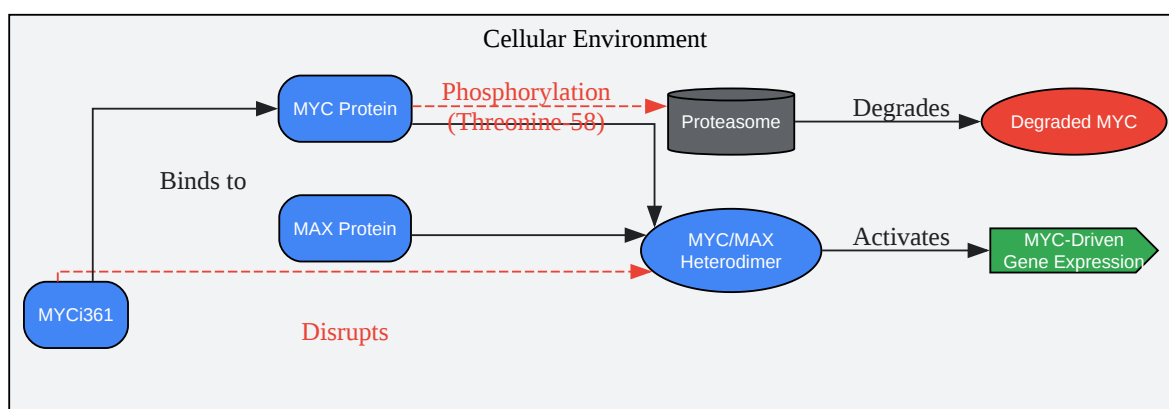 Cellular Environment
MYC Protein
Phosphorylation
(Threonine-58)
Proteasome
Degrades
Degraded MYC
Binds to
MAX Protein
MYC/MAX
Heterodimer
Activates
MYC-Driven
Gene Expression
MYCi361
Disrupts